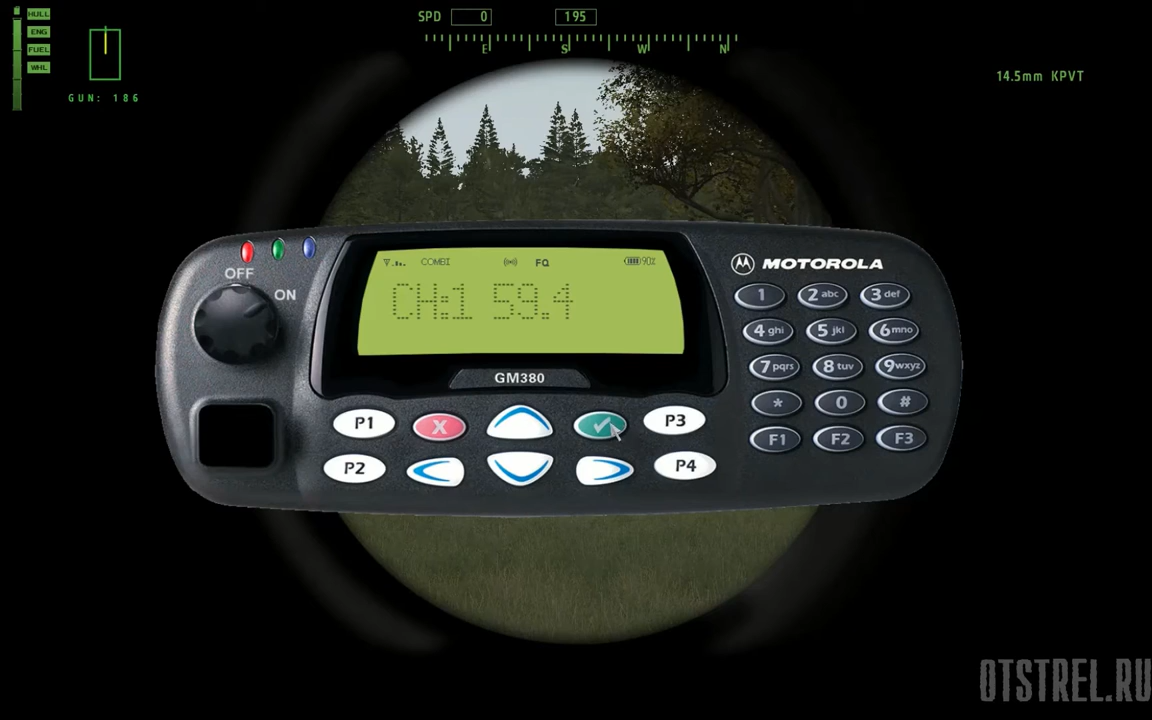 SPD 0 195
HULL
ENG
FUEL
WHL
E S W N
14.5mm KPVT
GUN: 186
OFF
ON
COMBI FQ 90%
CH:1 59.4
GM380
MOTOROLA
1 2 abc 3 def
4 ghi 5 jkl 6 mno
7 pqrs 8 tuv 9 wxyz
* 0 #
F1 F2 F3
P1 X P3
P2 P4
OTSTREL.RU